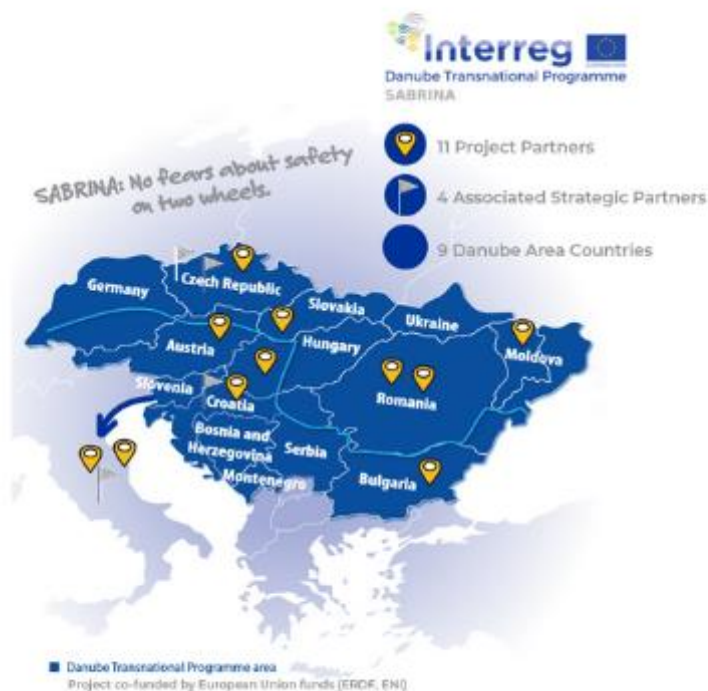 Interreg
Danube Transnational Programme
SABRINA
11 Project Partners
SABRINA: No fears about safety
on two wheels.
4 Associated Strategic Partners
9 Danube Area Countries
Germany
Czech Republic
Slovakia
Ukraine
Austria
Hungary
Moldova
Slovenia
Croatia
Romania
Bosnia and
Herzegovina
Serbia
Montenegro
Bulgaria
Danube Transnational Programme area
Project co-funded by European Union funds (ERDF, ENI)